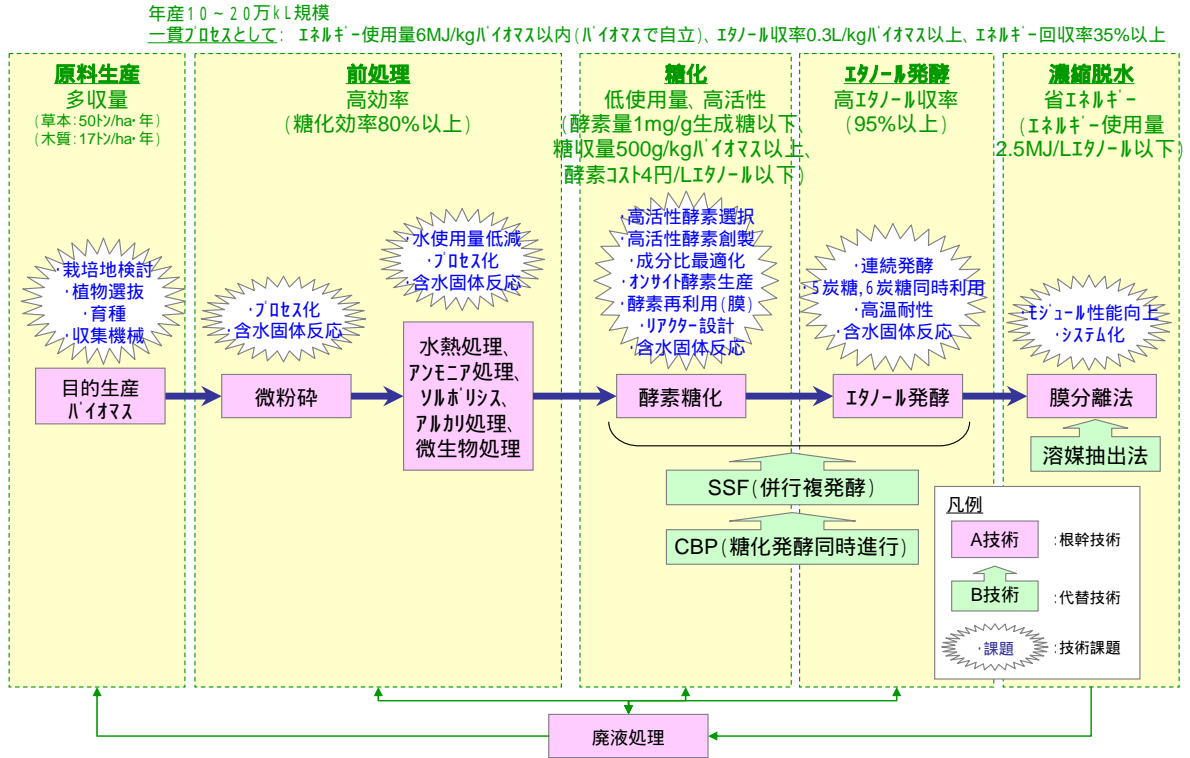 年産10～20万kL規模
一貫ﾌﾟﾛｾｽとして: ｴﾈﾙｷﾞｰ使用量6MJ/kgﾊﾞｲｵﾏｽ以内(ﾊﾞｲｵﾏｽで自立)、ｴﾀﾉｰﾙ収率0.3L/kgﾊﾞｲｵﾏｽ以上、ｴﾈﾙｷﾞｰ回収率35%以上
原料生産
多収量
(草本:50ﾄﾝ/ha･年)
(木質:17ﾄﾝ/ha･年)
･栽培地検討
･植物選抜
･育種
･収集機械
目的生産
ﾊﾞｲｵﾏｽ
前処理
高効率
(糖化効率80%以上)
･ﾌﾟﾛｾｽ化
･含水固体反応
微粉砕
･水使用量低減
･ﾌﾟﾛｾｽ化
･含水固体反応
水熱処理、
ｱﾝﾓﾆｱ処理、
ｿﾙﾎﾞﾘｼｽ、
ｱﾙｶﾘ処理、
微生物処理
糖化
低使用量、高活性
(酵素量1mg/g生成糖以下、
糖収量500g/kgﾊﾞｲｵﾏｽ以上、
酵素ｺｽﾄ4円/Lｴﾀﾉｰﾙ以下)
･高活性酵素選択
･高活性酵素創製
･成分比最適化
･ｵﾝｻｲﾄ酵素生産
･酵素再利用(膜)
･ﾘｱｸﾀｰ設計
･含水固体反応
酵素糖化
ｴﾀﾉｰﾙ発酵
高ｴﾀﾉｰﾙ収率
(95%以上)
･連続発酵
･5炭糖,6炭糖同時利用
･高温耐性
･含水固体反応
ｴﾀﾉｰﾙ発酵
SSF(併行複発酵)
CBP(糖化発酵同時進行)
濃縮脱水
省ｴﾈﾙｷﾞｰ
(ｴﾈﾙｷﾞｰ使用量
2.5MJ/Lｴﾀﾉｰﾙ以下)
･ﾓｼﾞｭｰﾙ性能向上
･ｼｽﾃﾑ化
膜分離法
溶媒抽出法
凡例
A技術 :根幹技術
B技術 :代替技術
･課題 :技術課題
廃液処理